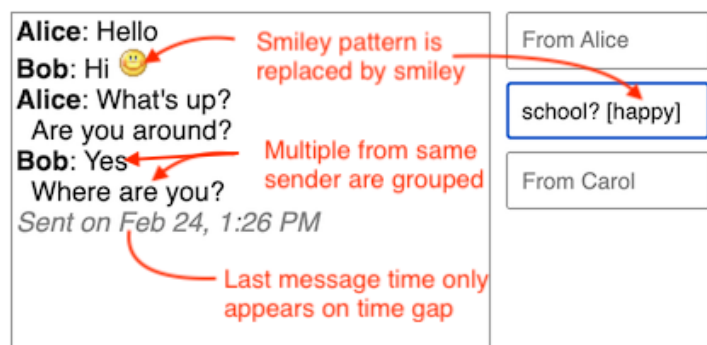 Alice: Hello
Bob: Hi
Alice: What's up?
Are you around?
Bob: Yes
Where are you?
Sent on Feb 24, 1:26 PM
Smiley pattern is
replaced by smiley
Multiple from same
sender are grouped
Last message time only
appears on time gap
From Alice
school? [happy]
From Carol